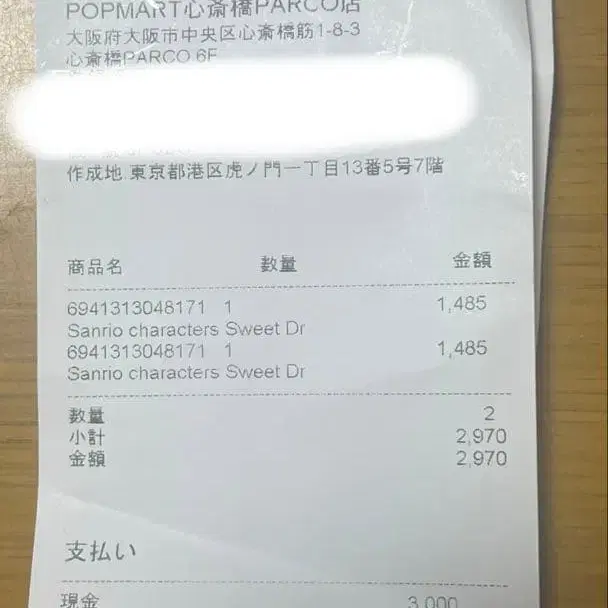 POPMART心斎橋PARCO店
大阪府大阪市中央区心斎橋筋1-8-3
心斎橋PARCO 6F
作成地 東京都港区虎ノ門一丁目13番5号7階
商品名 数量 金額
6941313048171 1 1,485
Sanrio characters Sweet Dr
6941313048171 1 1,485
Sanrio characters Sweet Dr
数量 2
小計 2,970
金額 2,970
支払い
現金 3,000